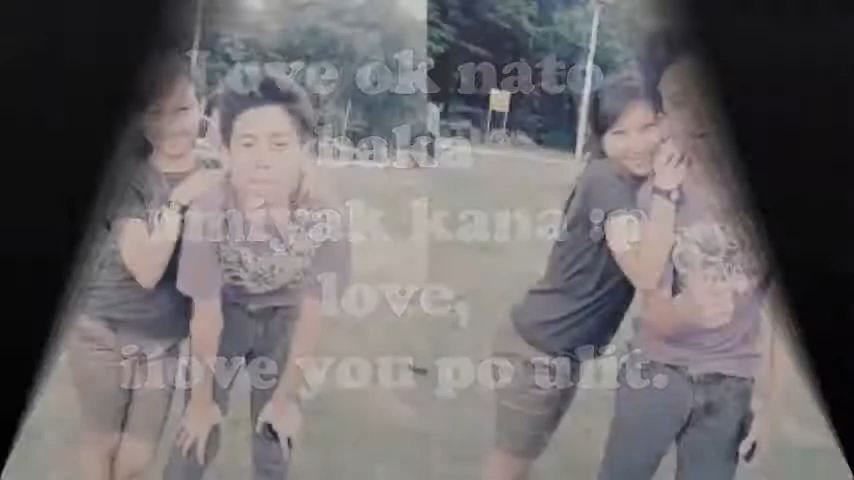 Love ok nato
baka
umiyak kana :p
love,
ilove you po ulit.